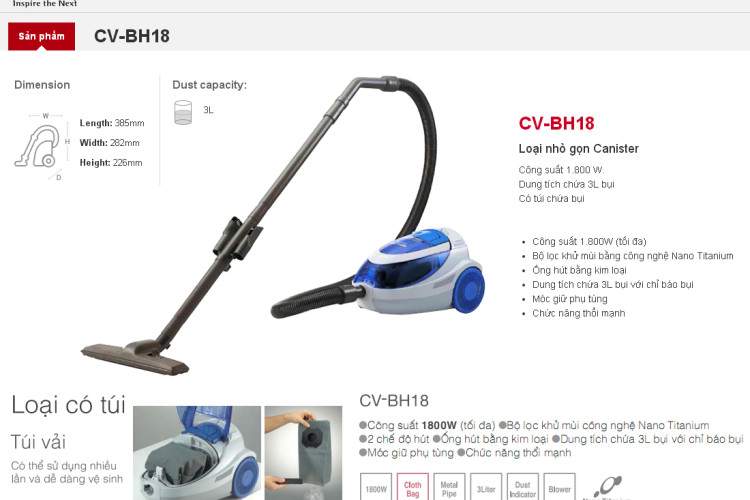 Inspire the Next
Sản phẩm
CV-BH18
Dimension
Dust capacity:
3L
W
H
D
Length: 385mm
Width: 282mm
Height: 226mm
CV-BH18
Loại nhỏ gọn Canister
Công suất 1.800 W.
Dung tích chứa 3L bụi
Có túi chứa bụi
• Công suất 1.800W (tối đa)
• Bộ lọc khử mùi bằng công nghệ Nano Titanium
• Ống hút bằng kim loại
• Dung tích chứa 3L bụi với chỉ báo bụi
• Móc giữ phụ tùng
• Chức năng thổi mạnh
Loại có túi
Túi vải
Có thể sử dụng nhiều
lần và dễ dàng vệ sinh
CV-BH18
●Công suất 1800W (tối đa) ●Bộ lọc khử mùi công nghệ Nano Titanium
●2 chế độ hút ●Ống hút bằng kim loại ●Dung tích chứa 3L bụi với chỉ báo bụi
●Móc giữ phụ tùng ●Chức năng thổi mạnh
1800W
Cloth
Bag
Metal
Pipe
3Liter
Dust
Indicator
Blower